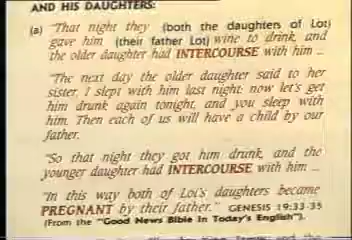 AND HIS DAUGHTERS:
(a) "That night they (both the daughters of Lot)
gave him (their father Lot) wine to drink, and
the older daughter had INTERCOURSE with him ...
"The next day the older daughter said to her
sister, I slept with him last night: now let's get
him drunk again tonight, and you sleep with
him. Then each of us will have a child by our
father.
"So that night they got him drunk, and the
younger daughter had INTERCOURSE with him ...
"In this way both of Lot's daughters became
PREGNANT by their father." GENESIS 19:33-35
(From the "Good News Bible In Today's English").